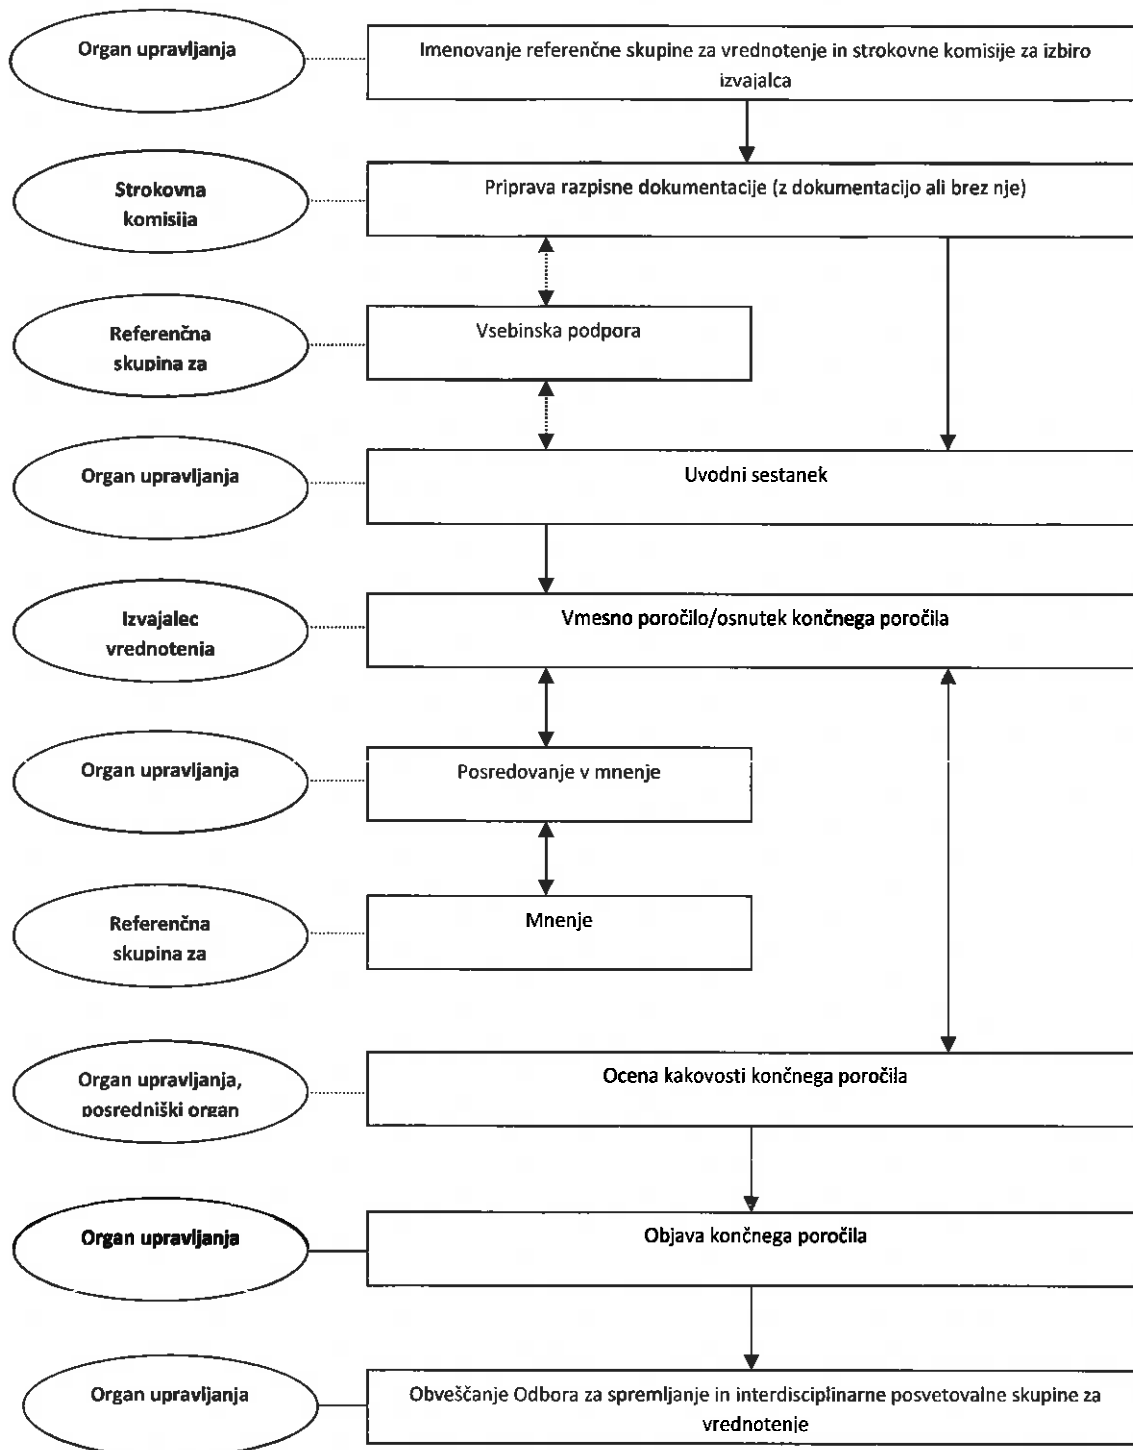 Organ upravljanja
Imenovanje referenčne skupine za vrednotenje in strokovne komisije za izbiro
izvajalca
Strokovna
komisija
Priprava razpisne dokumentacije (z dokumentacijo ali brez nje)
Referenčna
skupina za
Vsebinska podpora
Organ upravljanja
Uvodni sestanek
Izvajalec
vrednotenja
Vmesno poročilo/osnutek končnega poročila
Organ upravljanja
Posredovanje v mnenje
Referenčna
skupina za
Mnenje
Organ upravljanja,
posredniški organ
Ocena kakovosti končnega poročila
Organ upravljanja
Objava končnega poročila
Organ upravljanja
Obveščanje Odbora za spremljanje in interdisciplinarne posvetovalne skupine za
vrednotenje